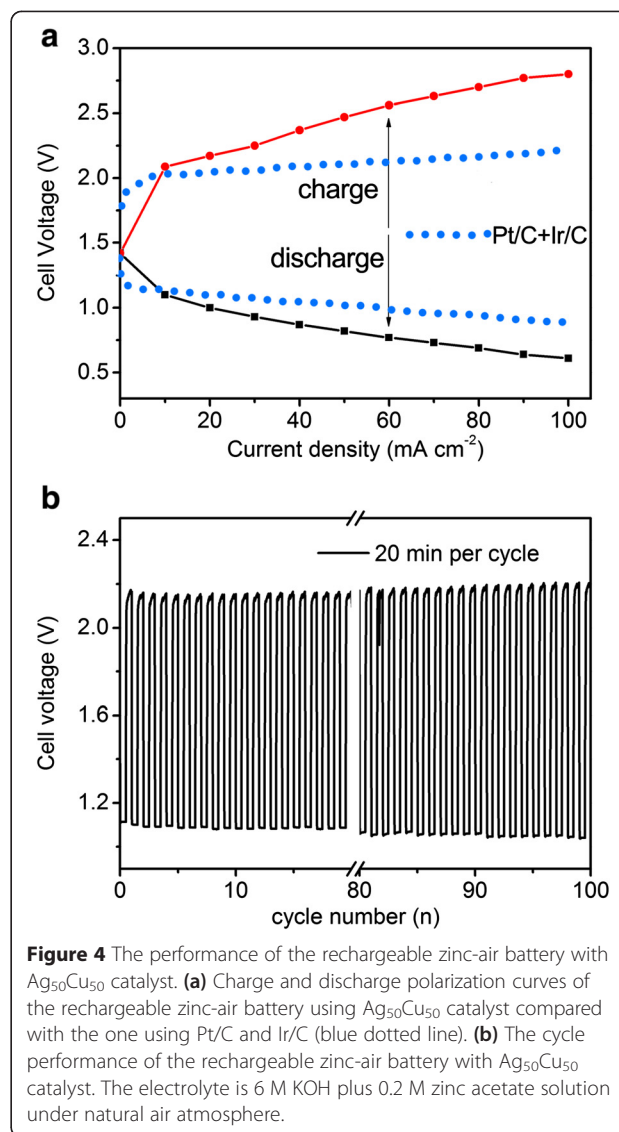 a
3.0
2.5
2.0
1.5
1.0
0.5
Cell Voltage (V)
charge
Pt/C+Ir/C
discharge
0 20 40 60 80 100
Current density (mA cm⁻²)
b
2.4
2.0
1.6
1.2
Cell voltage (V)
20 min per cycle
0 10 80 90 100
cycle number (n)
Figure 4 The performance of the rechargeable zinc-air battery with
Ag₅₀Cu₅₀ catalyst. (a) Charge and discharge polarization curves of
the rechargeable zinc-air battery using Ag₅₀Cu₅₀ catalyst compared
with the one using Pt/C and Ir/C (blue dotted line). (b) The cycle
performance of the rechargeable zinc-air battery with Ag₅₀Cu₅₀
catalyst. The electrolyte is 6 M KOH plus 0.2 M zinc acetate solution
under natural air atmosphere.